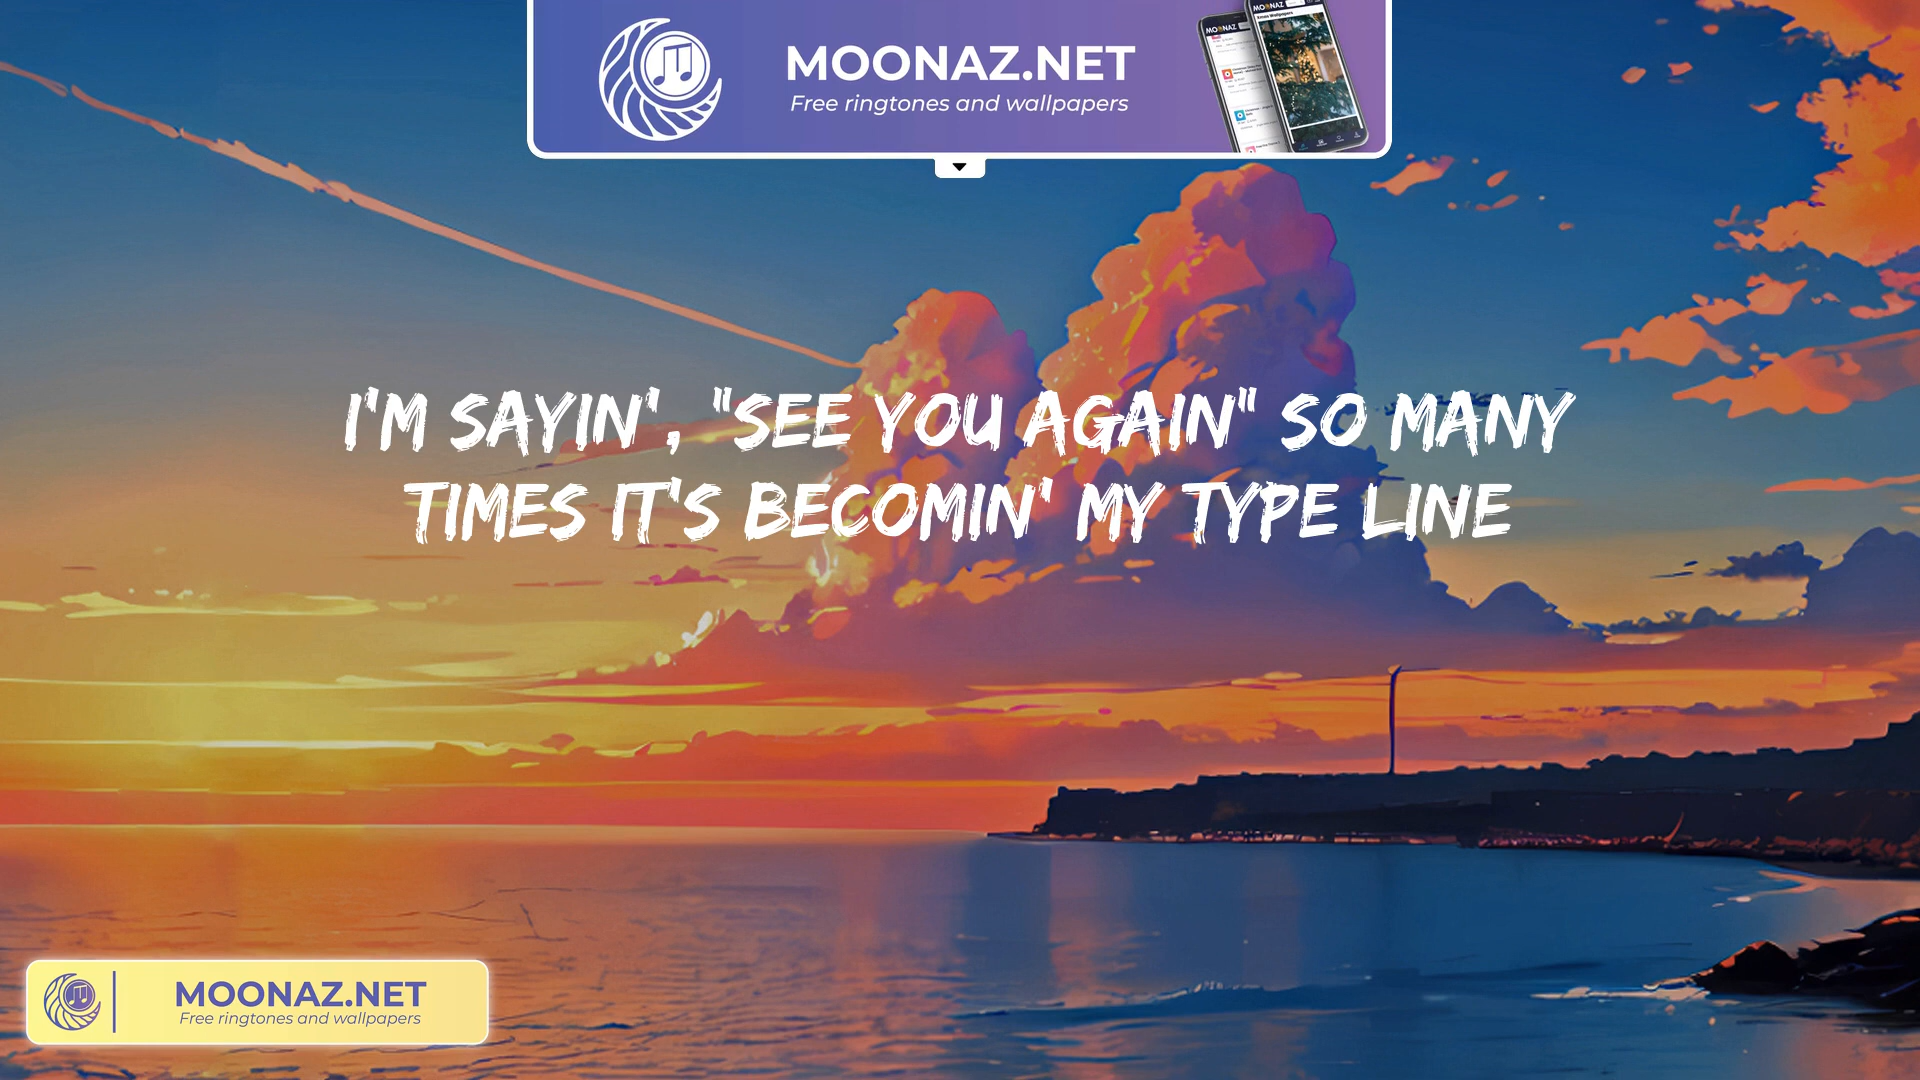 MOONAZ.NET
Free ringtones and wallpapers
I'M SAYIN', "SEE YOU AGAIN" SO MANY
TIMES IT'S BECOMIN' MY TYPE LINE
MOONAZ.NET
Free ringtones and wallpapers